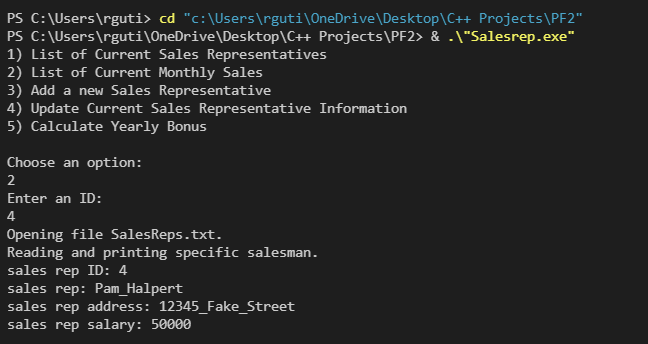 PS C:\Users\rguti> cd "c:\Users\rguti\OneDrive\Desktop\C++ Projects\PF2"
PS C:\Users\rguti\OneDrive\Desktop\C++ Projects\PF2> & .\"Salesrep.exe"
1) List of Current Sales Representatives
2) List of Current Monthly Sales
3) Add a new Sales Representative
4) Update Current Sales Representative Information
5) Calculate Yearly Bonus
Choose an option:
2
Enter an ID:
4
Opening file SalesReps.txt.
Reading and printing specific salesman.
sales rep ID: 4
sales rep: Pam_Halpert
sales rep address: 12345_Fake_Street
sales rep salary: 50000